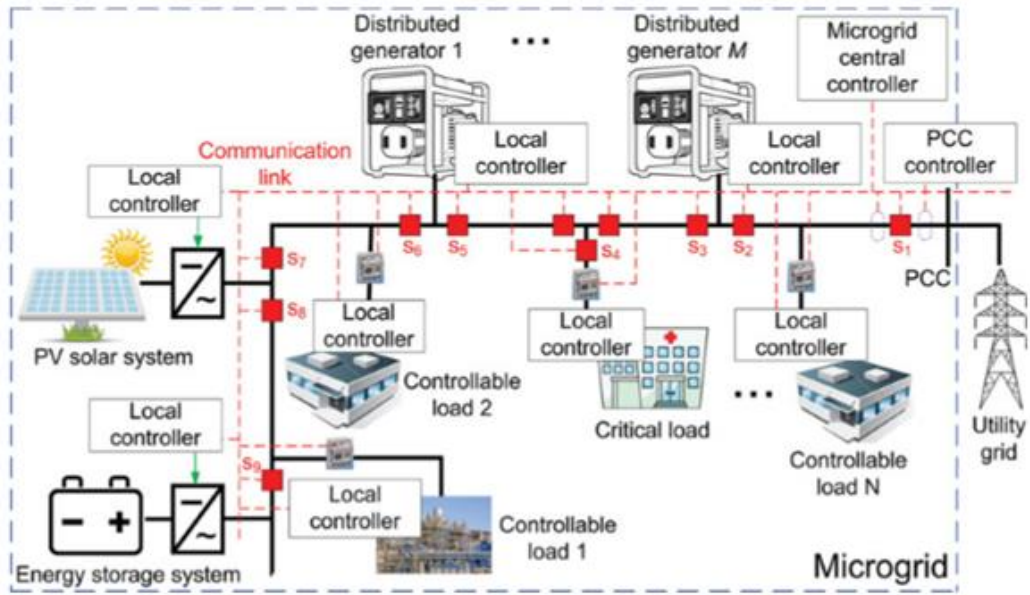 Distributed
generator 1
...
Distributed
generator M
Microgrid
central
controller
Local
controller
Local
controller
PCC
controller
Communication
link
Local
controller
S6
S5
S4
S3
S2
S1
S7
S8
PCC
PV solar system
Local
controller
Local
controller
Local
controller
Controllable
load 2
Critical load
...
Controllable
load N
Utility
grid
Local
controller
S9
Local
controller
Controllable
load 1
Energy storage system
Microgrid